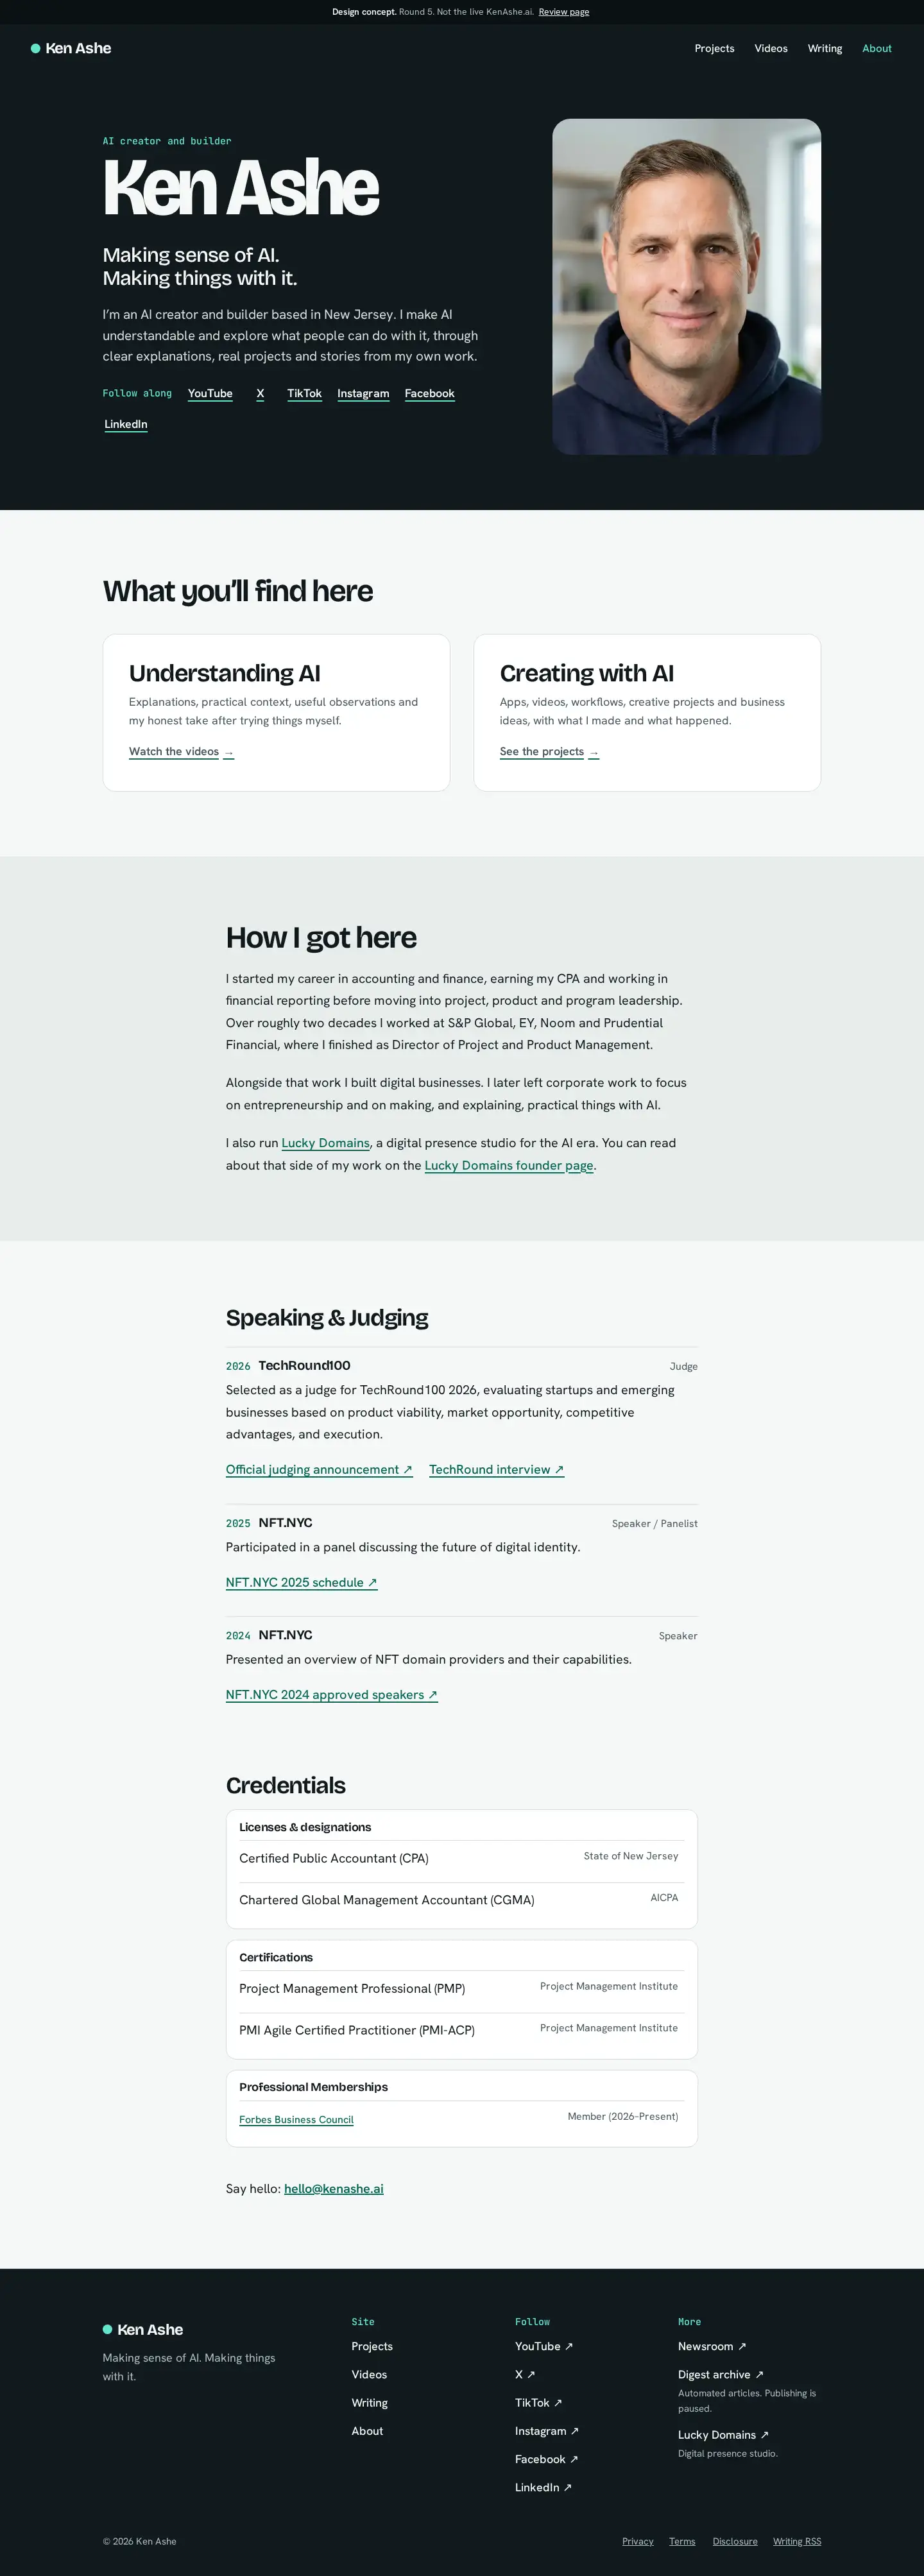 Design concept. Round 5. Not the live KenAshe.ai. Review page
Ken Ashe
Projects Videos Writing About
AI creator and builder
Ken Ashe
Making sense of AI.
Making things with it.
I’m an AI creator and builder based in New Jersey. I make AI
understandable and explore what people can do with it, through
clear explanations, real projects and stories from my own work.
Follow along YouTube X TikTok Instagram Facebook
LinkedIn
What you’ll find here
Understanding AI
Explanations, practical context, useful observations and
my honest take after trying things myself.
Watch the videos →
Creating with AI
Apps, videos, workflows, creative projects and business
ideas, with what I made and what happened.
See the projects →
How I got here
I started my career in accounting and finance, earning my CPA and working in
financial reporting before moving into project, product and program leadership.
Over roughly two decades I worked at S&P Global, EY, Noom and Prudential
Financial, where I finished as Director of Project and Product Management.
Alongside that work I built digital businesses. I later left corporate work to focus
on entrepreneurship and on making, and explaining, practical things with AI.
I also run Lucky Domains, a digital presence studio for the AI era. You can read
about that side of my work on the Lucky Domains founder page.
Speaking & Judging
2026 TechRound100 Judge
Selected as a judge for TechRound100 2026, evaluating startups and emerging
businesses based on product viability, market opportunity, competitive
advantages, and execution.
Official judging announcement ↗ TechRound interview ↗
2025 NFT.NYC Speaker / Panelist
Participated in a panel discussing the future of digital identity.
NFT.NYC 2025 schedule ↗
2024 NFT.NYC Speaker
Presented an overview of NFT domain providers and their capabilities.
NFT.NYC 2024 approved speakers ↗
Credentials
Licenses & designations
Certified Public Accountant (CPA) State of New Jersey
Chartered Global Management Accountant (CGMA) AICPA
Certifications
Project Management Professional (PMP) Project Management Institute
PMI Agile Certified Practitioner (PMI-ACP) Project Management Institute
Professional Memberships
Forbes Business Council Member (2026–Present)
Say hello: hello@kenashe.ai
Ken Ashe
Making sense of AI. Making things
with it.
Site
Projects
Videos
Writing
About
Follow
YouTube ↗
X ↗
TikTok ↗
Instagram ↗
Facebook ↗
LinkedIn ↗
More
Newsroom ↗
Digest archive ↗
Automated articles. Publishing is
paused.
Lucky Domains ↗
Digital presence studio.
© 2026 Ken Ashe
Privacy Terms Disclosure Writing RSS